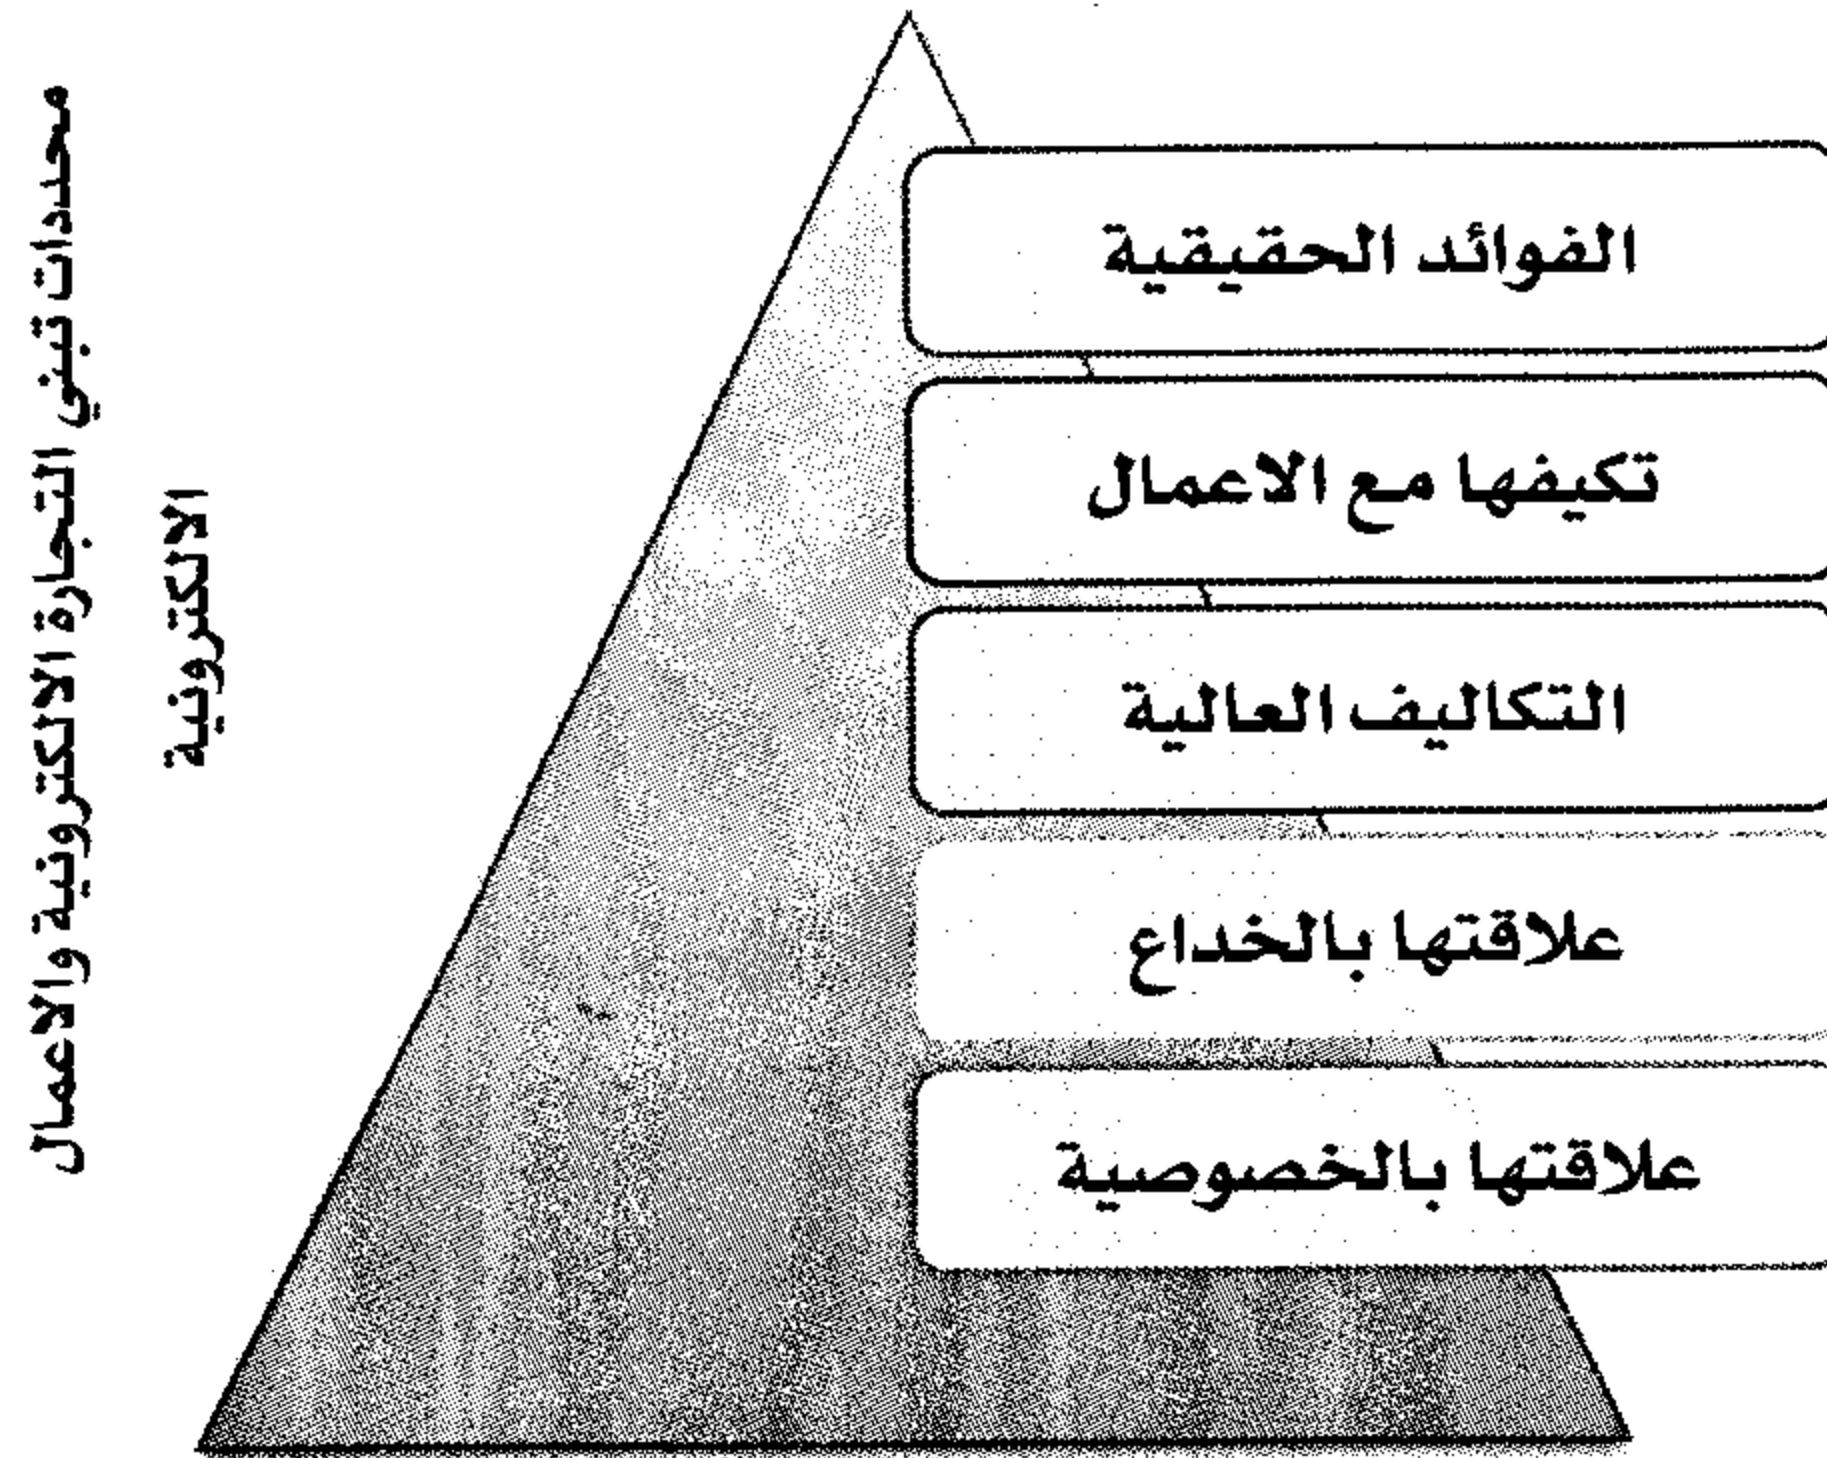 محددات تبني التجارة الالكترونية والاعمال
الالكترونية
الفوائد الحقيقية
تكيفها مع الاعمال
التكاليف العالية
علاقتها بالخداع
علاقتها بالخصوصية